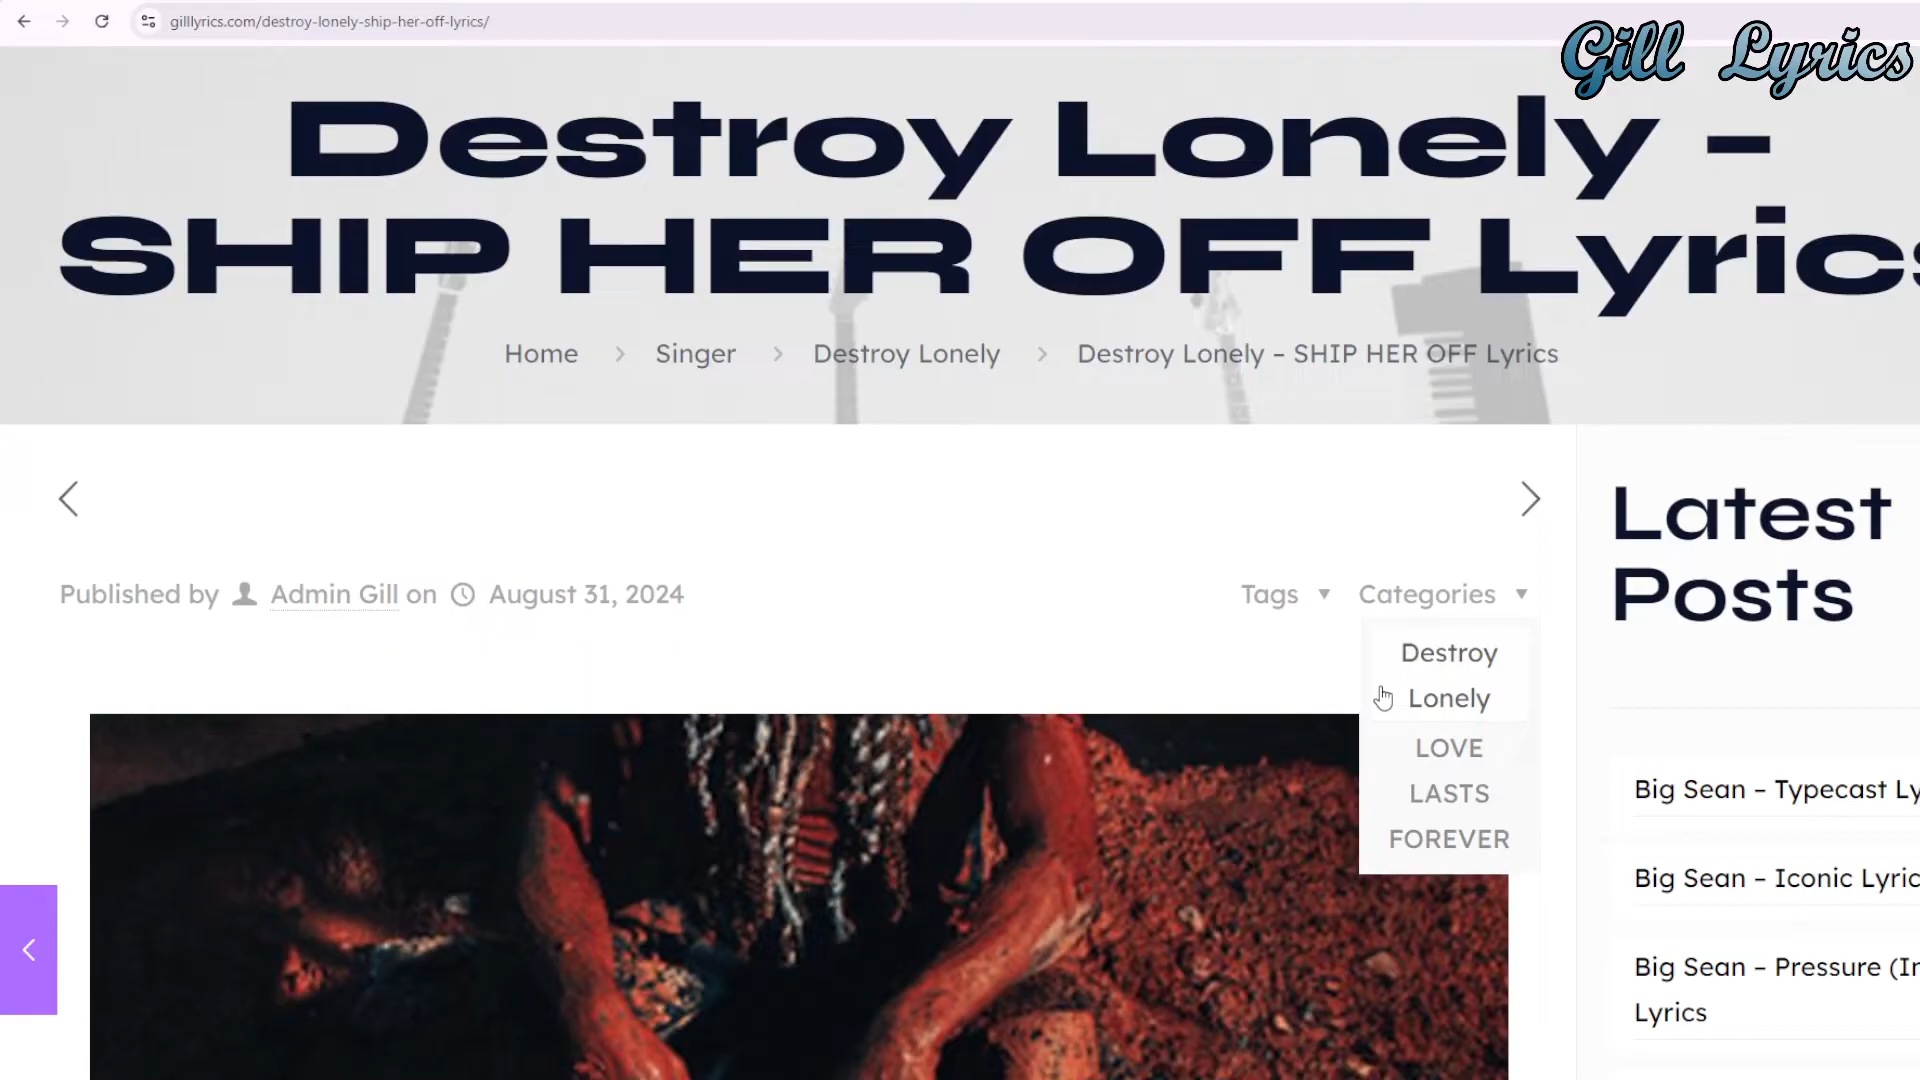 gilllyrics.com/destroy-lonely-ship-her-off-lyrics/
Gill Lyrics
Destroy Lonely –
SHIP HER OFF Lyrics
Home > Singer > Destroy Lonely > Destroy Lonely – SHIP HER OFF Lyrics
Published by Admin Gill on August 31, 2024
Tags ▼ Categories ▼
Destroy
Lonely
LOVE
LASTS
FOREVER
Latest
Posts
Big Sean – Typecast Ly
Big Sean – Iconic Lyric
Big Sean – Pressure (In
Lyrics